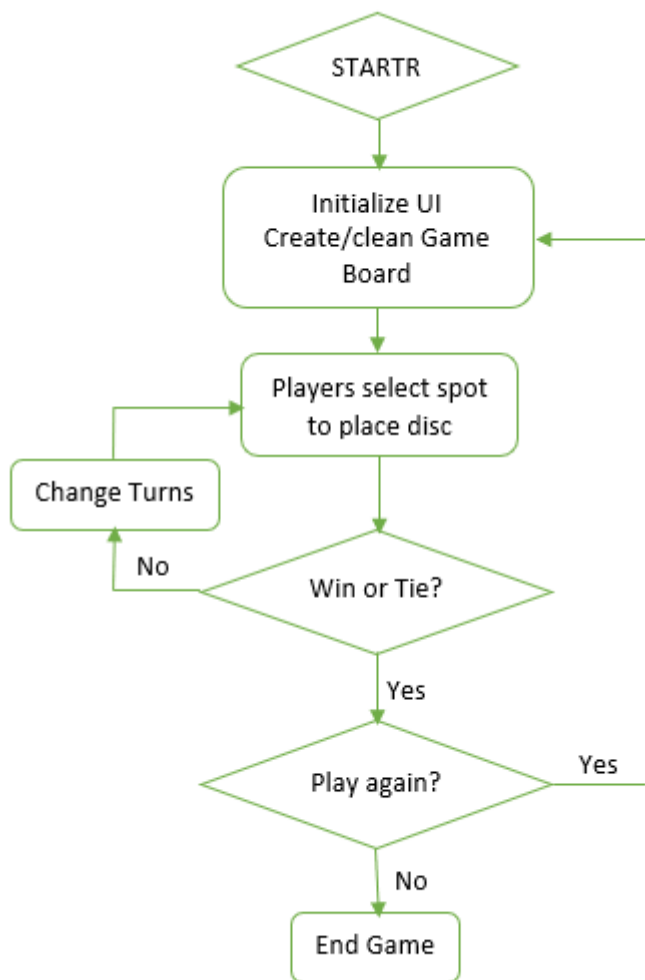 STARTR
Initialize UI
Create/clean Game
Board
Players select spot
to place disc
Change Turns
No
Win or Tie?
Yes
Play again?
Yes
No
End Game